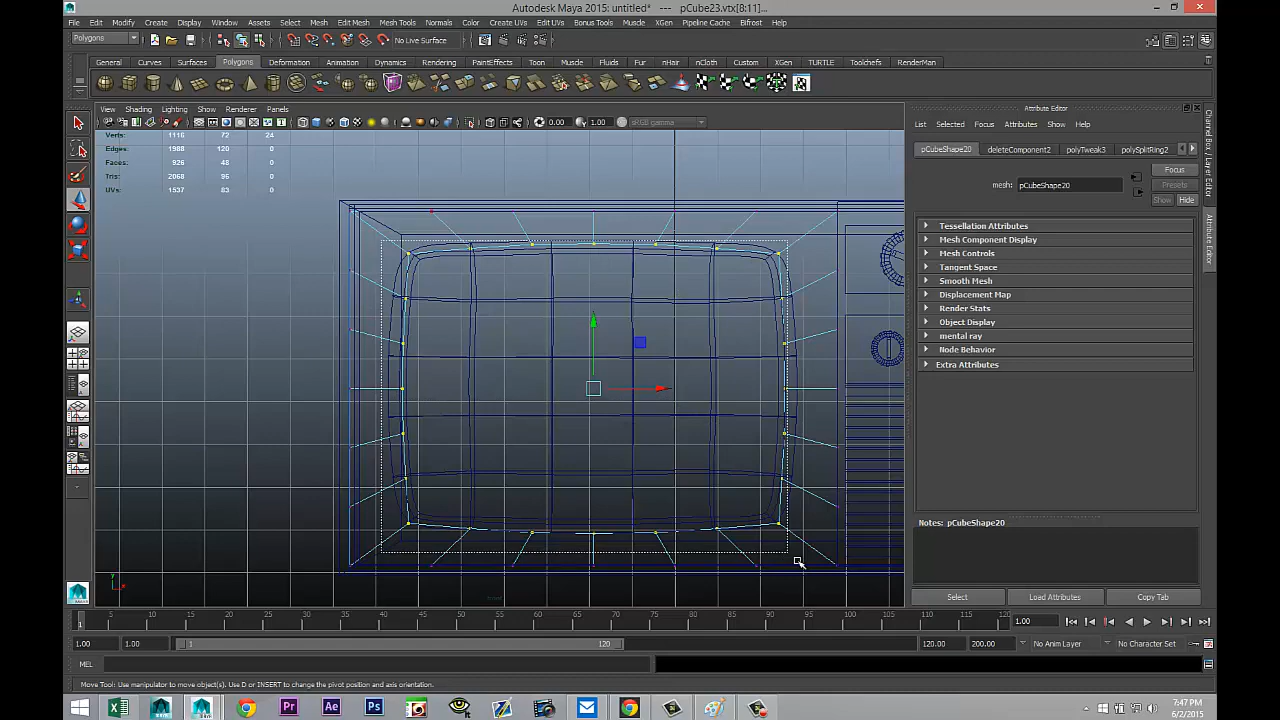 Autodesk Maya 2015: untitled* --- pCube23.vtx[8:11]...
File Edit Modify Create Display Window Assets Select Mesh Edit Mesh Mesh Tools Normals Color Create UVs Edit UVs Bonus Tools Muscle XGen Pipeline Cache Bifrost Help
Polygons No Live Surface
General Curves Surfaces Polygons Deformation Animation Dynamics Rendering PaintEffects Toon Muscle Fluids Fur nHair nCloth Custom XGen TURTLE Toolchefs RenderMan
View Shading Lighting Show Renderer Panels
Attribute Editor
0.00 1.00 sRGB gamma
List Selected Focus Attributes Show Help
Verts: 1116 72 24
Edges: 1988 120 0
Faces: 926 48 0
Tris: 2068 96 0
UVs: 1537 83 0
pCubeShape20 deleteComponent2 polyTweak3 polySplitRing2
Focus
mesh: pCubeShape20
Presets
Show Hide
Channel Box / Layer Editor
Attribute Editor
Tessellation Attributes
Mesh Component Display
Mesh Controls
Tangent Space
Smooth Mesh
Displacement Map
Render Stats
Object Display
mental ray
Node Behavior
Extra Attributes
Notes: pCubeShape20
front
Select Load Attributes Copy Tab
1 5 10 15 20 25 30 35 40 45 50 55 60 65 70 75 80 85 90 95 100 105 110 115 120 1.00
1.00 1.00 1 120 120.00 200.00 No Anim Layer No Character Set
MEL
Move Tool: Use manipulator to move object(s). Use D or INSERT to change the pivot position and axis orientation.
7:47 PM
6/2/2015